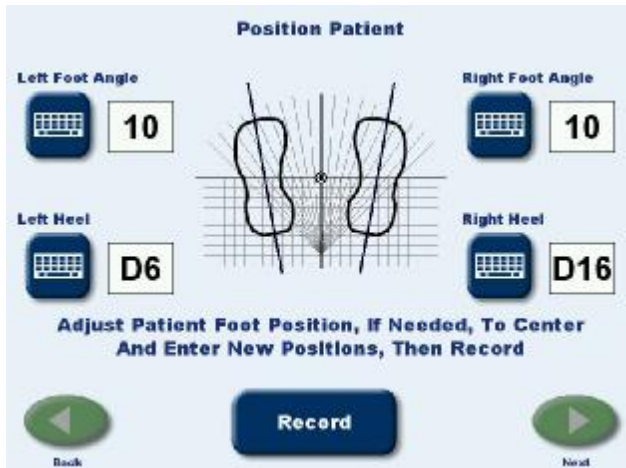 Position Patient
Left Foot Angle
Right Foot Angle
10
10
Left Heel
Right Heel
D6
D16
Adjust Patient Foot Position, If Needed, To Center
And Enter New Positions, Then Record
Record
Back
Next